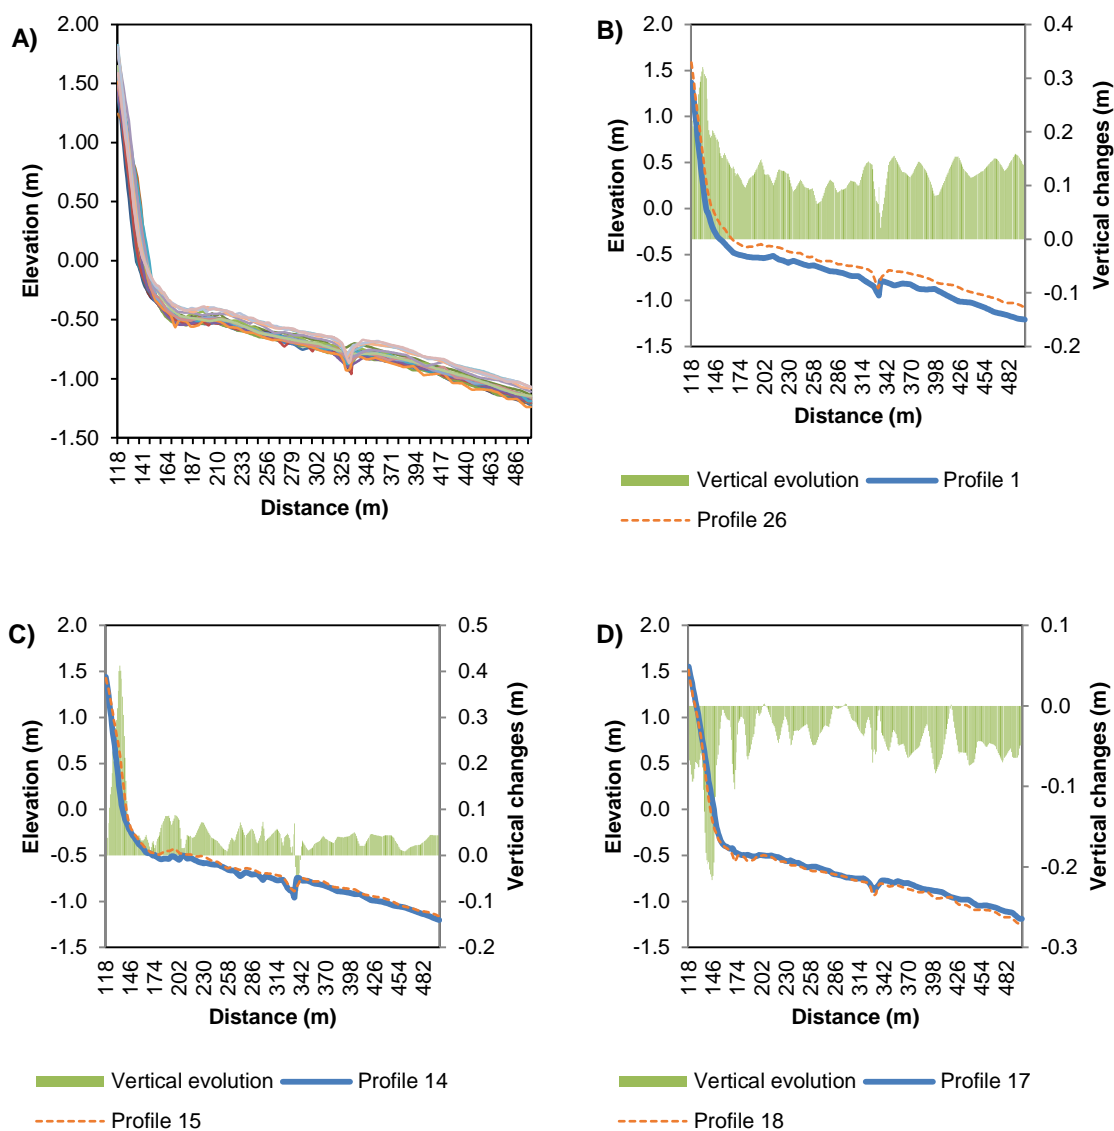 A)
2.00
1.50
1.00
0.50
0.00
-0.50
-1.00
-1.50
Elevation (m)
118 141 164 187 210 233 256 279 302 325 348 371 394 417 440 463 486
Distance (m)
B)
2.0
1.5
1.0
0.5
0.0
-0.5
-1.0
-1.5
Elevation (m)
0.4
0.3
0.2
0.1
0.0
-0.1
-0.2
Vertical changes (m)
118 146 174 202 230 258 286 314 342 370 398 426 454 482
Distance (m)
Vertical evolution Profile 1
Profile 26
C)
2.0
1.5
1.0
0.5
0.0
-0.5
-1.0
-1.5
Elevation (m)
0.5
0.4
0.3
0.2
0.1
0.0
-0.1
-0.2
Vertical changes (m)
118 146 174 202 230 258 286 314 342 370 398 426 454 482
Distance (m)
Vertical evolution Profile 14
Profile 15
D)
2.0
1.5
1.0
0.5
0.0
-0.5
-1.0
-1.5
Elevation (m)
0.1
0.0
-0.1
-0.2
-0.3
Vertical changes (m)
118 146 174 202 230 258 286 314 342 370 398 426 454 482
Distance (m)
Vertical evolution Profile 17
Profile 18